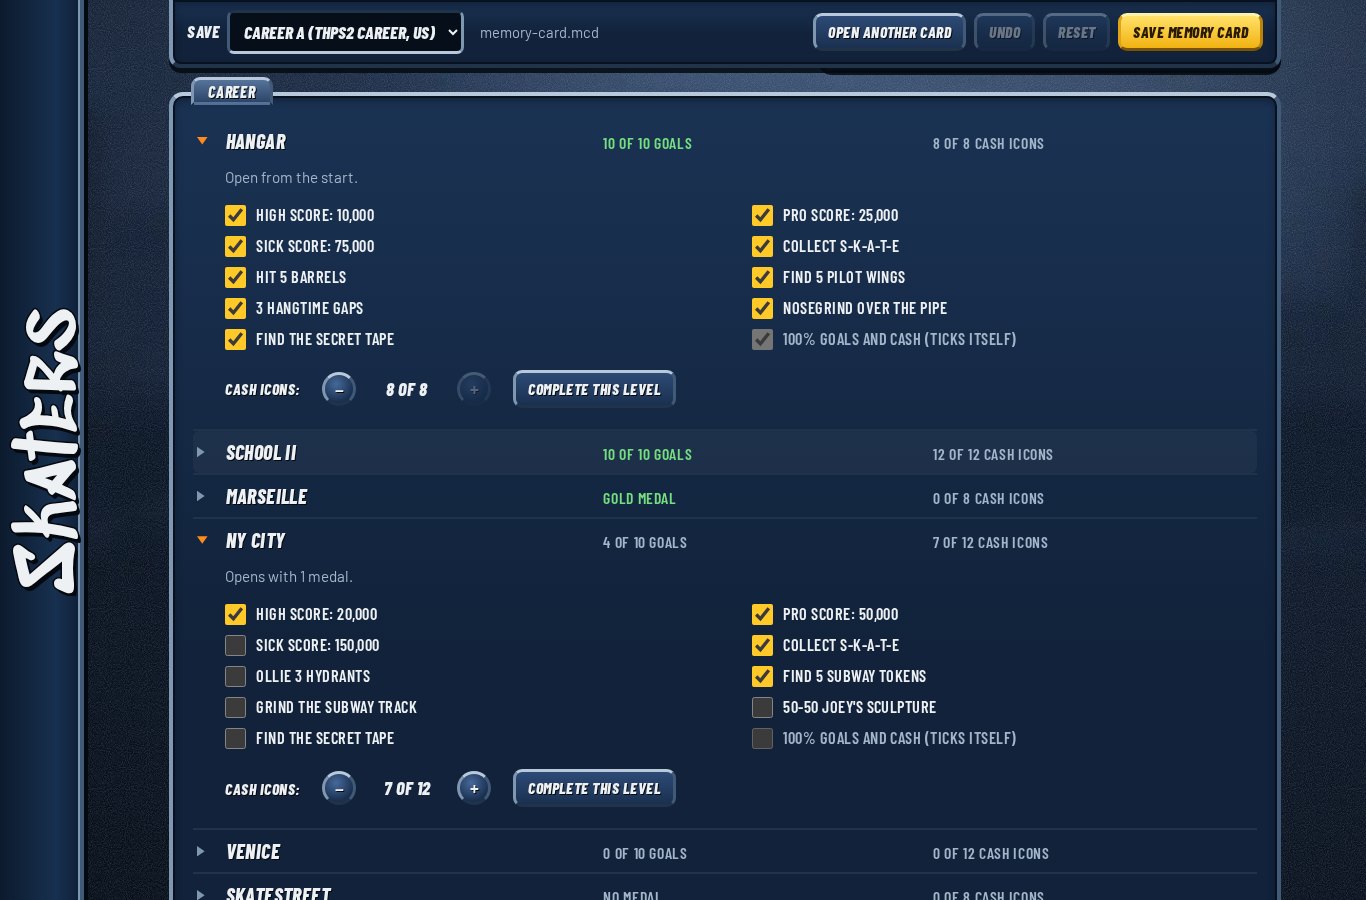 SAVE CAREER A (THPS2 CAREER, US) memory-card.mcd OPEN ANOTHER CARD UNDO RESET SAVE MEMORY CARD
CAREER
HANGAR 10 OF 10 GOALS 8 OF 8 CASH ICONS
Open from the start.
HIGH SCORE: 10,000 PRO SCORE: 25,000
SICK SCORE: 75,000 COLLECT S-K-A-T-E
HIT 5 BARRELS FIND 5 PILOT WINGS
3 HANGTIME GAPS NOSEGRIND OVER THE PIPE
FIND THE SECRET TAPE 100% GOALS AND CASH (TICKS ITSELF)
CASH ICONS: – 8 OF 8 + COMPLETE THIS LEVEL
SCHOOL II 10 OF 10 GOALS 12 OF 12 CASH ICONS
MARSEILLE GOLD MEDAL 0 OF 8 CASH ICONS
NY CITY 4 OF 10 GOALS 7 OF 12 CASH ICONS
Opens with 1 medal.
HIGH SCORE: 20,000 PRO SCORE: 50,000
SICK SCORE: 150,000 COLLECT S-K-A-T-E
OLLIE 3 HYDRANTS FIND 5 SUBWAY TOKENS
GRIND THE SUBWAY TRACK 50-50 JOEY'S SCULPTURE
FIND THE SECRET TAPE 100% GOALS AND CASH (TICKS ITSELF)
CASH ICONS: – 7 OF 12 + COMPLETE THIS LEVEL
VENICE 0 OF 10 GOALS 0 OF 12 CASH ICONS
SKATESTREET NO MEDAL 0 OF 8 CASH ICONS
SKATERS